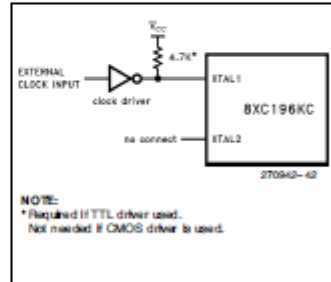 VCC
4.7K*
EXTERNAL
CLOCK INPUT
clock driver
XTAL1
8XC196KC
no connect
XTAL2
270942-42
NOTE:
*Required if TTL driver used.
Not needed if CMOS driver is used.